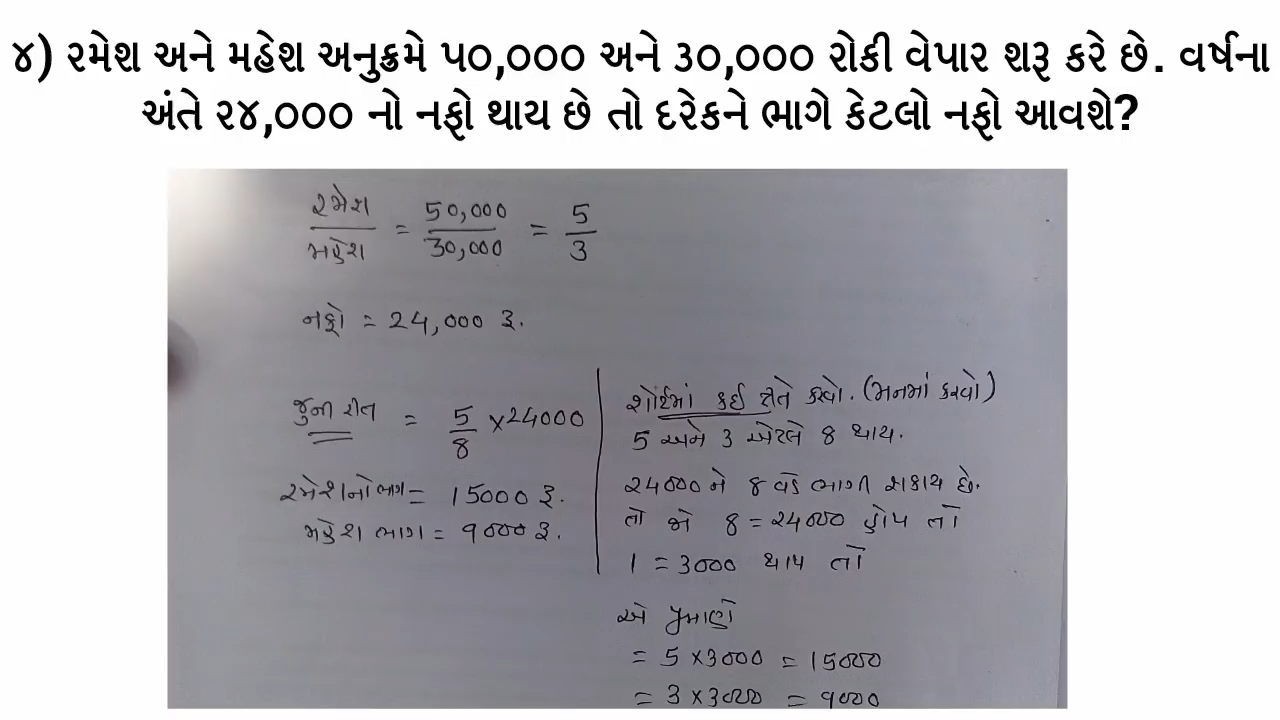 ૪) રમેશ અને મહેશ અનુક્રમે ૫૦,૦૦૦ અને ૩૦,૦૦૦ રોકી વેપાર શરૂ કરે છે. વર્ષના
અંતે ૨૪,૦૦૦ નો નફો થાય છે તો દરેકને ભાગે કેટલો નફો આવશે?
રમેશ / મહેશ = 50,000 / 30,000 = 5 / 3
નફો = 24,000 રૂ.
જુની રીત = 5/8 x 24000
રમેશનો ભાગ = 15000 રૂ.
મહેશ ભાગ = 9000 રૂ.
શોર્ટમાં કઈ રીતે કરવો. (મનમાં કરવો)
5 અને 3 એટલે 8 થાય.
24000 ને 8 વડે ભાગી શકાય છે.
તો જો 8 = 24000 હોય તો
1 = 3000 થાય તો
એ પ્રમાણે
= 5 x 3000 = 15000
= 3 x 3000 = 9000